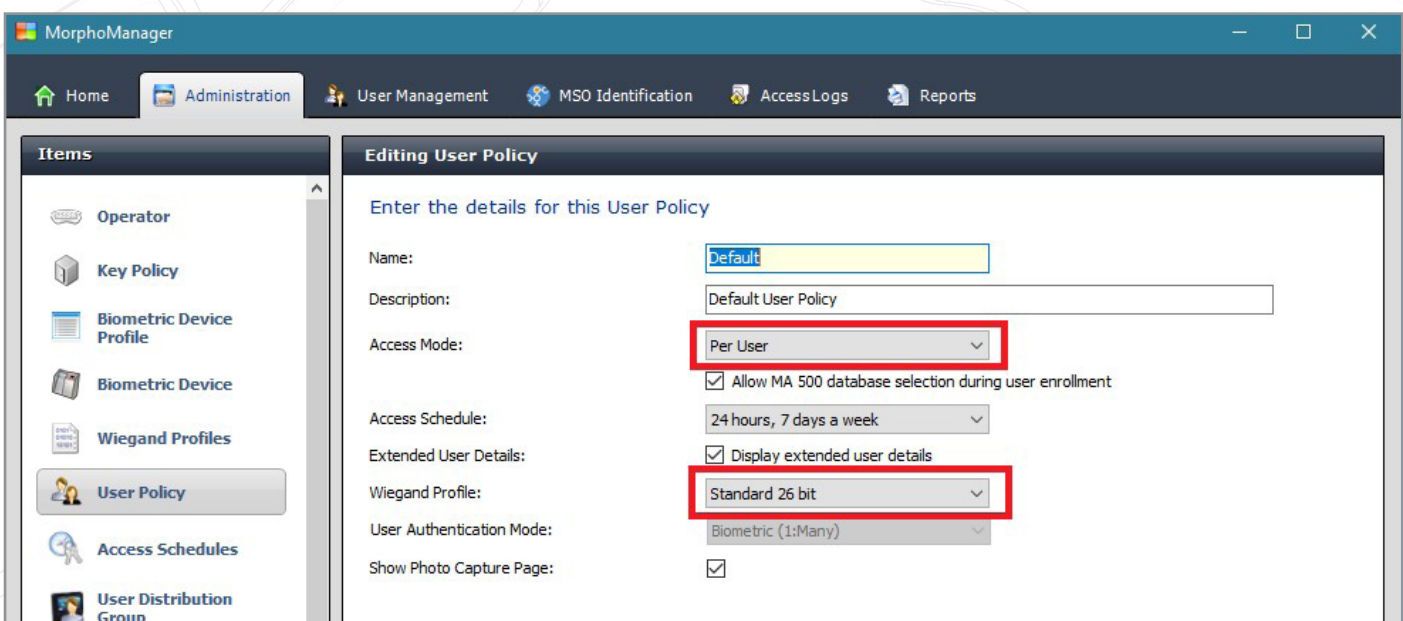 MorphoManager
Home Administration User Management MSO Identification Access Logs Reports
Items
Operator
Key Policy
Biometric Device
Profile
Biometric Device
Wiegand Profiles
User Policy
Access Schedules
User Distribution
Group
Editing User Policy
Enter the details for this User Policy
Name: Default
Description: Default User Policy
Access Mode: Per User
Allow MA 500 database selection during user enrollment
Access Schedule: 24 hours, 7 days a week
Extended User Details: Display extended user details
Wiegand Profile: Standard 26 bit
User Authentication Mode: Biometric (1:Many)
Show Photo Capture Page: